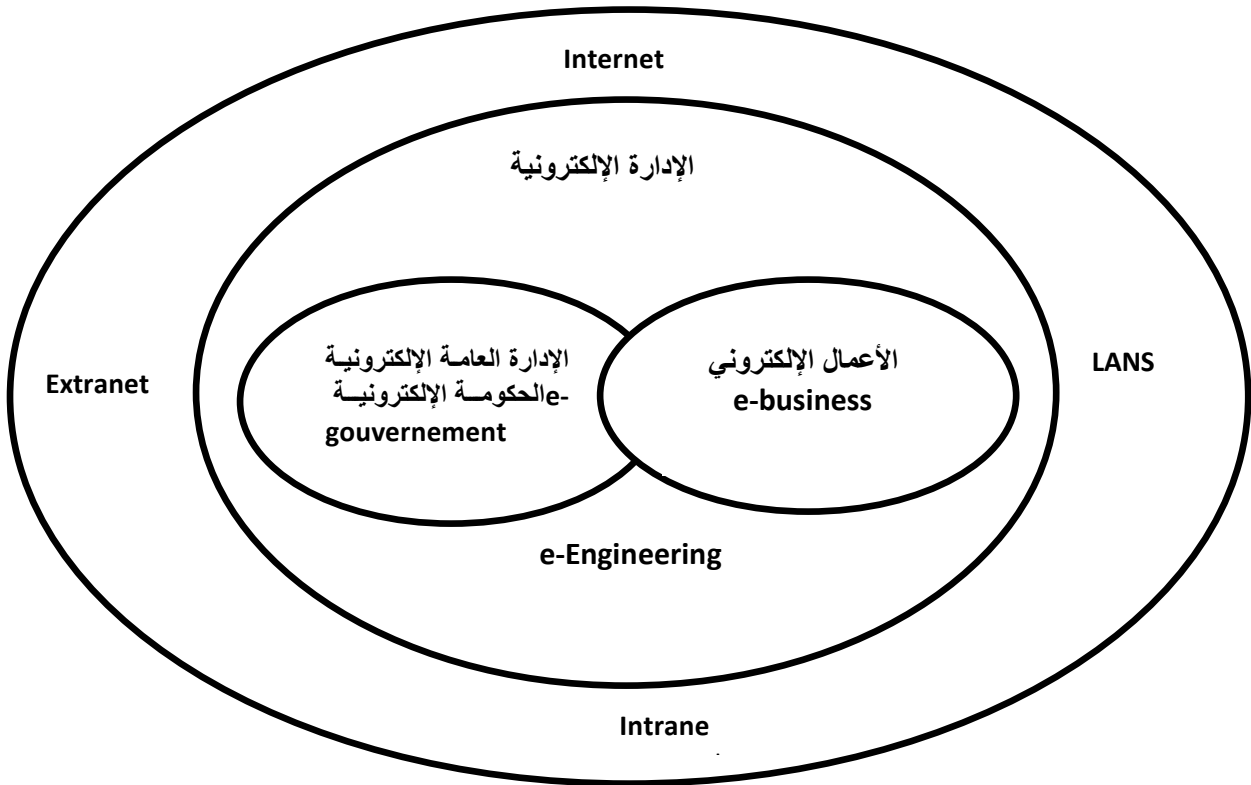 Internet
الإدارة الإلكترونية
الإدارة العامة الإلكترونية
الحكومة الإلكترونية e-
gouvernement
الأعمال الإلكتروني
e-business
Extranet
LANS
e-Engineering
Intrane